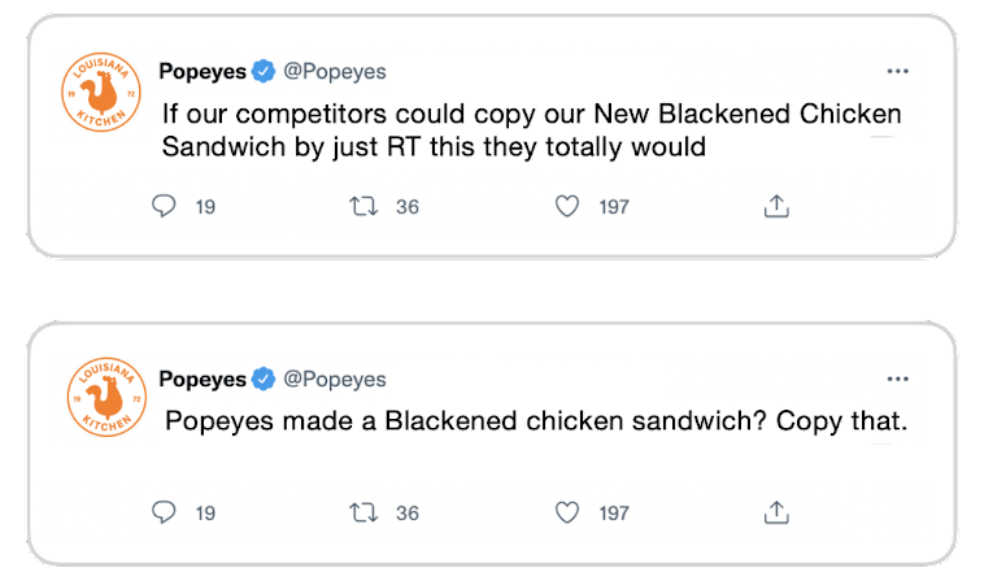 LOUISIANA
19 72
KITCHEN
Popeyes @Popeyes
If our competitors could copy our New Blackened Chicken
Sandwich by just RT this they totally would
19 36 197
LOUISIANA
19 72
KITCHEN
Popeyes @Popeyes
Popeyes made a Blackened chicken sandwich? Copy that.
19 36 197